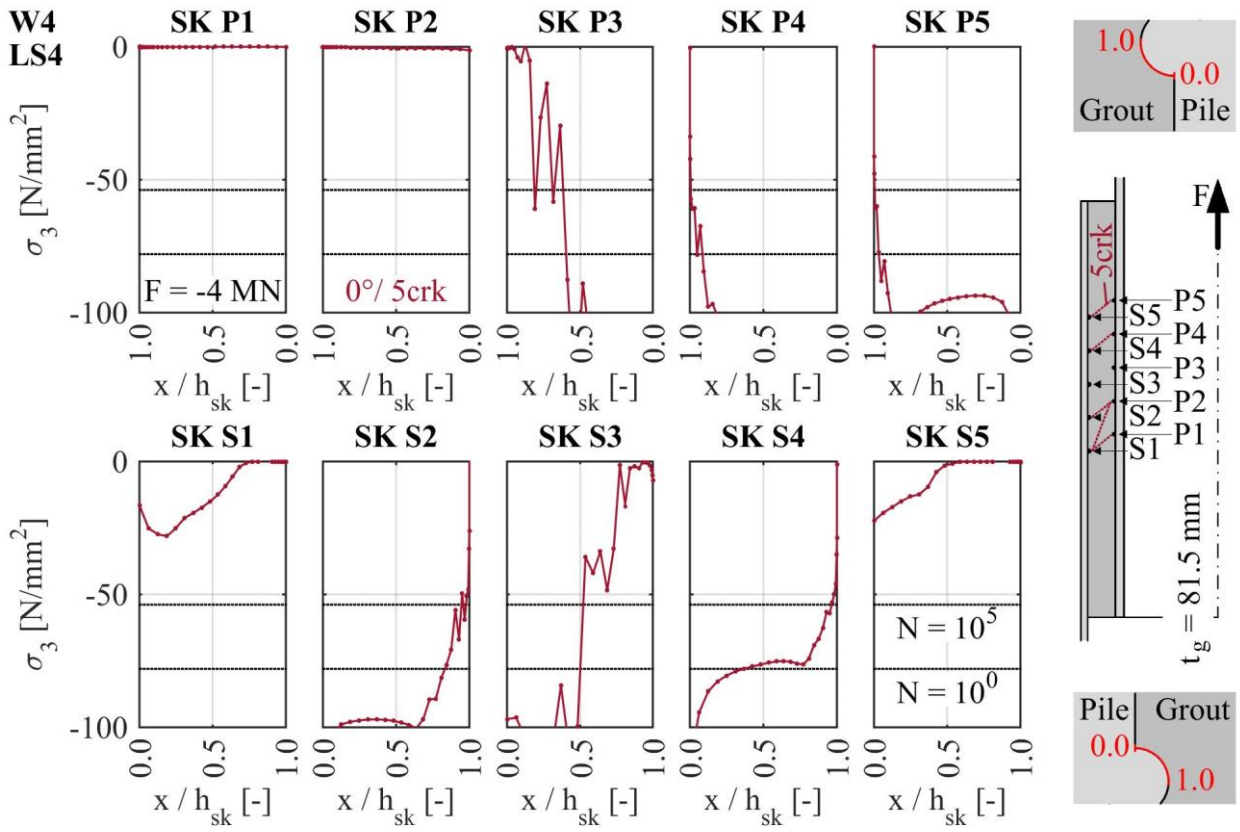 W4
LS4
SK P1
SK P2
SK P3
SK P4
SK P5
0
-50
-100
σ3 [N/mm²]
F = -4 MN
0°/ 5crk
1.0
0.5
0.0
1.0
0.5
0.0
1.0
0.5
0.0
1.0
0.5
0.0
1.0
0.5
0.0
x / hsk [-]
x / hsk [-]
x / hsk [-]
x / hsk [-]
x / hsk [-]
SK S1
SK S2
SK S3
SK S4
SK S5
0
-50
-100
σ3 [N/mm²]
N = 10⁵
N = 10⁰
0.0
0.5
1.0
0.0
0.5
1.0
0.0
0.5
1.0
0.0
0.5
1.0
0.0
0.5
1.0
x / hsk [-]
x / hsk [-]
x / hsk [-]
x / hsk [-]
x / hsk [-]
1.0
0.0
Grout
Pile
F
5crk
P5
S5
P4
S4
P3
S3
P2
S2
P1
S1
tg = 81.5 mm
Pile
Grout
0.0
1.0